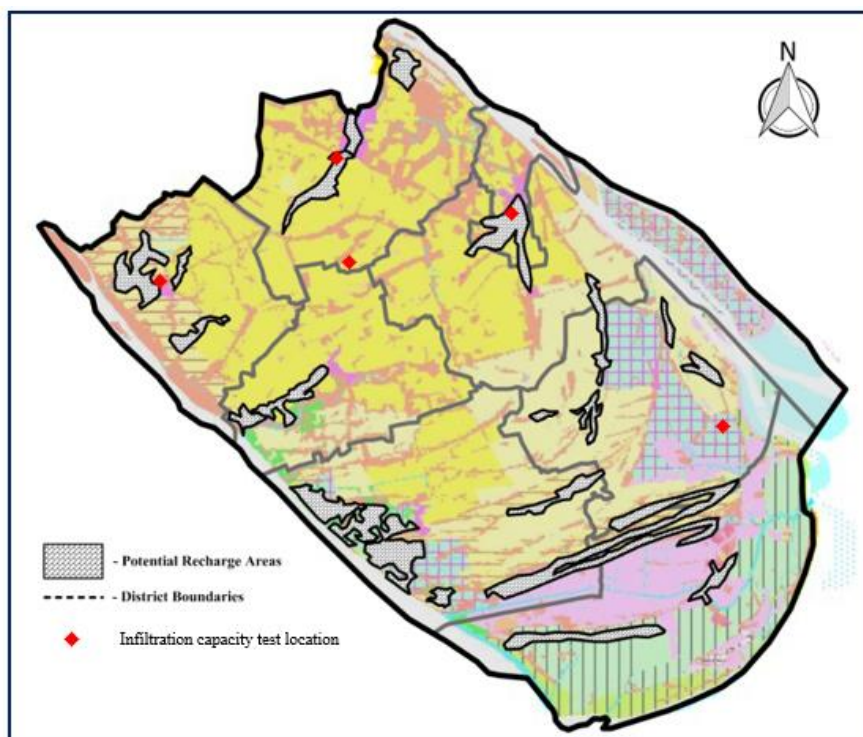 N
- Potential Recharge Areas
- District Boundaries
Infiltration capacity test location